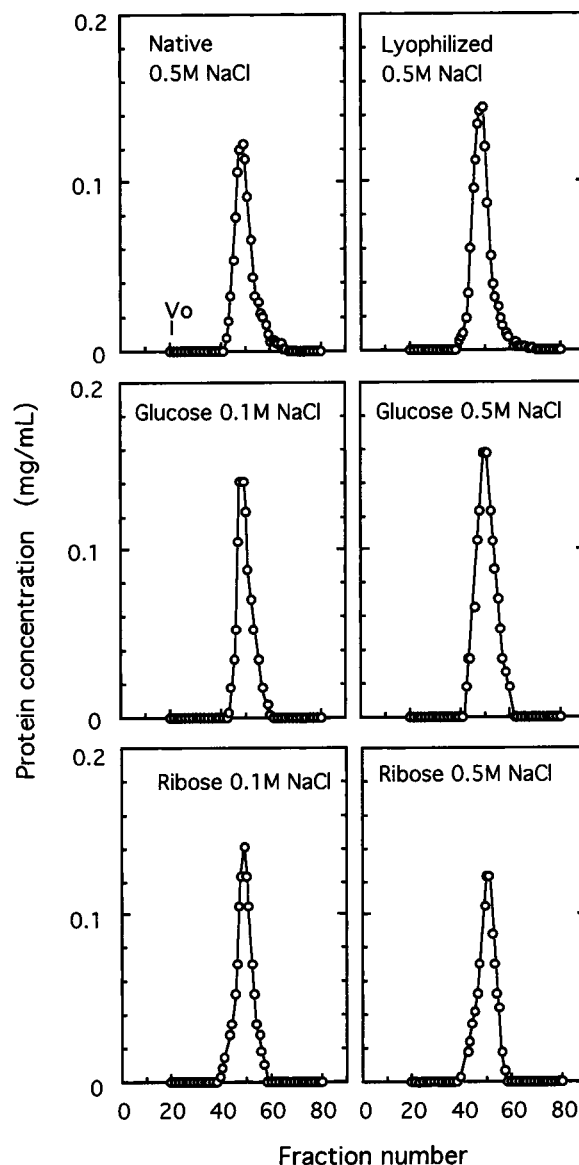 0.2
Native
0.5M NaCl
Lyophilized
0.5M NaCl
0.1
Vo
0
0.2
Glucose 0.1M NaCl
Glucose 0.5M NaCl
0.1
0
0.2
Ribose 0.1M NaCl
Ribose 0.5M NaCl
0.1
0
0 20 40 60 80
0 20 40 60 80
Protein concentration (mg/mL)
Fraction number